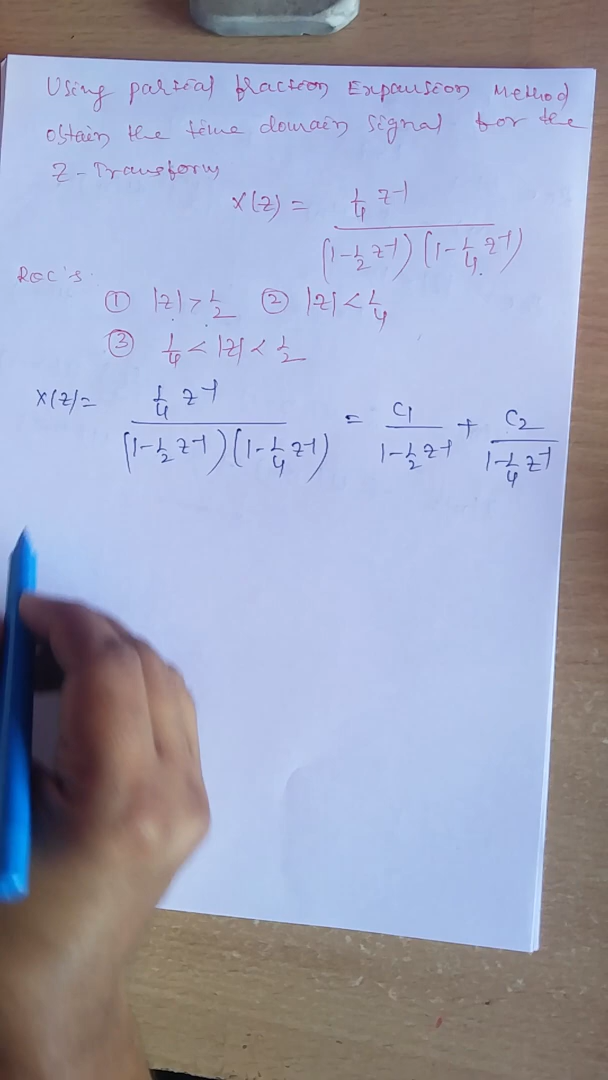 Using partial fraction Expansion Method
obtain the time domain signal for the
Z-Transform
X(z) = 1/4 z^-1 / (1-1/2 z^-1)(1-1/4 z^-1)
ROC's:
① |z|>1/2 ② |z|<1/4
③ 1/4<|z|<1/2
X(z)= 1/4 z^-1 / (1-1/2 z^-1)(1-1/4 z^-1) = C1 / 1-1/2 z^-1 + C2 / 1-1/4 z^-1